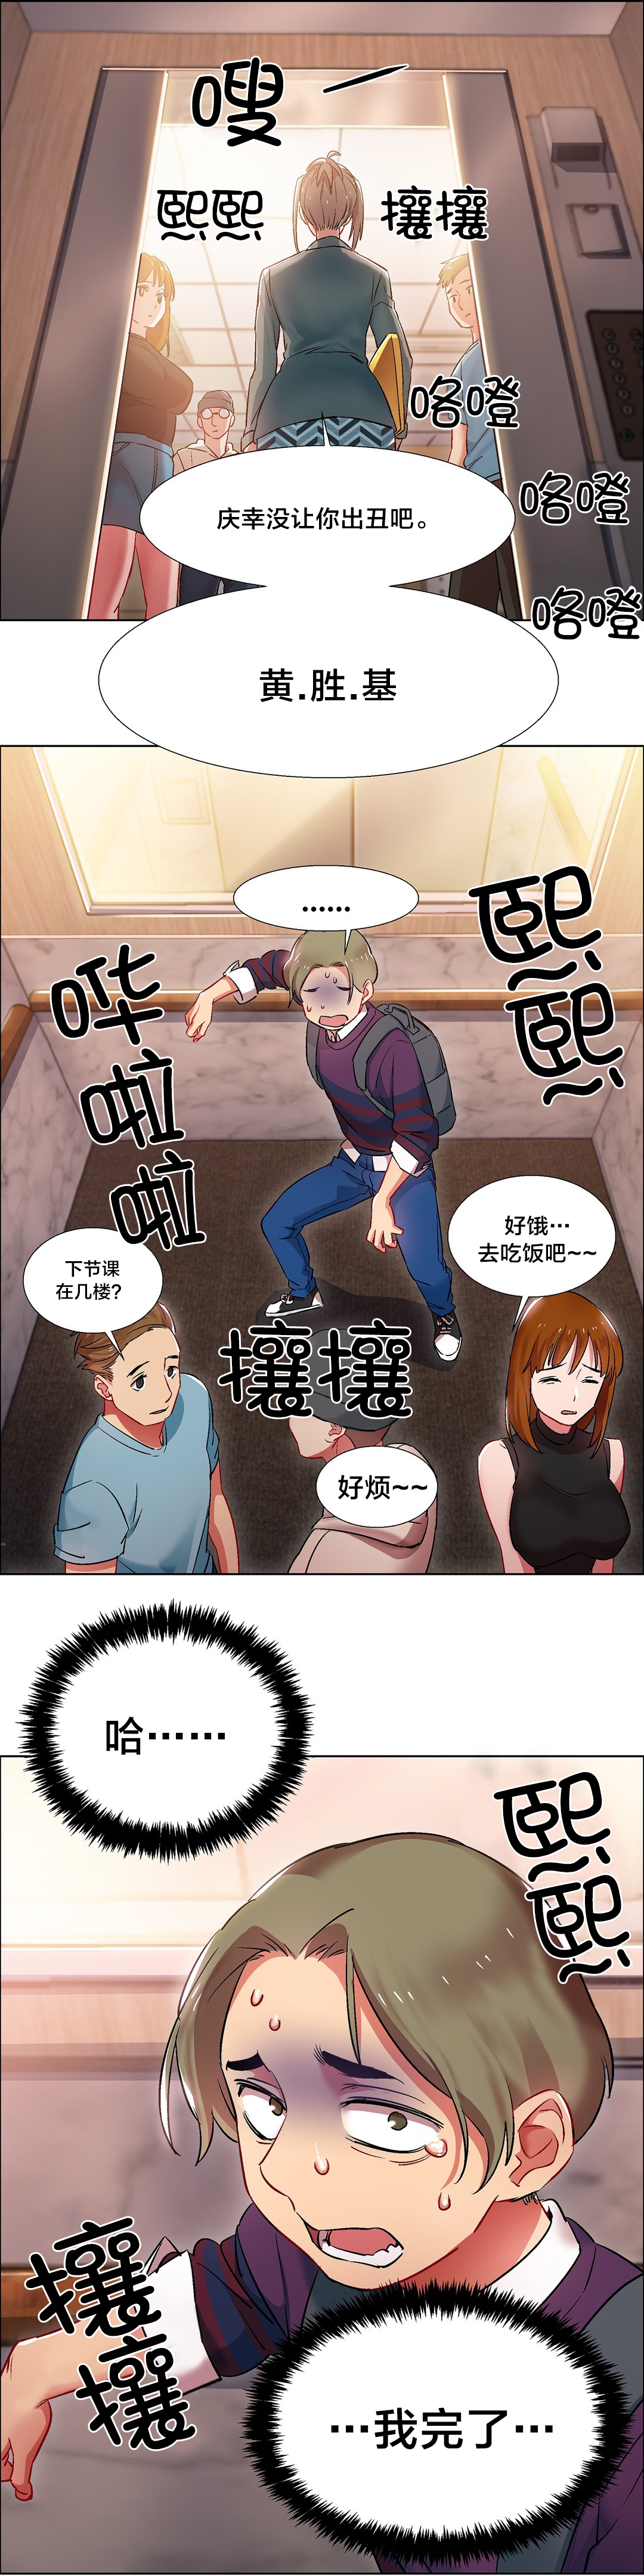 嗖一
熙熙
攘攘
咯噔
咯噔
咯噔
庆幸没让你出丑吧。
黄.胜.基
……
熙熙
哗啦啦
好饿…
去吃饭吧~~
下节课
在几楼?
攘攘
好烦~~
哈……
熙熙
攘攘
…我完了…